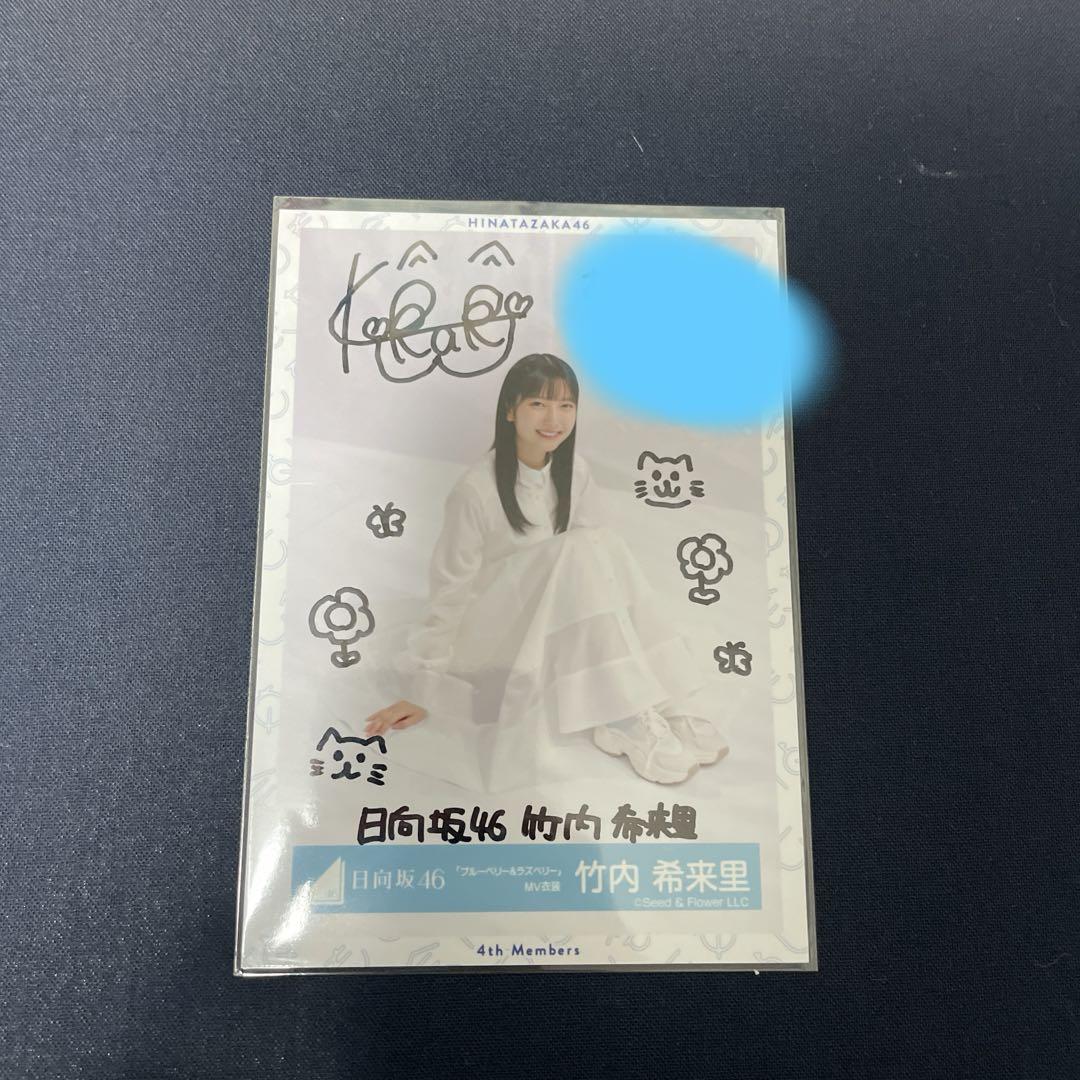 HINATAZAKA46
KiRaRi
日向坂46 竹内 希来里
日向坂46
「ブルーベリー&ラズベリー」
MV衣装
竹内 希来里
©Seed & Flower LLC
4th Members